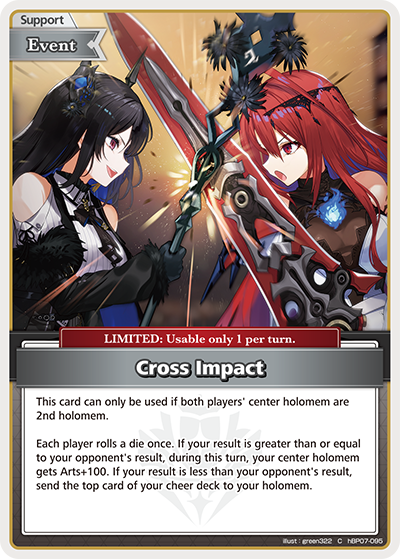 Support
Event
LIMITED: Usable only 1 per turn.
Cross Impact
This card can only be used if both players' center holomem are
2nd holomem.
Each player rolls a die once. If your result is greater than or equal
to your opponent's result, during this turn, your center holomem
gets Arts+100. If your result is less than your opponent's result,
send the top card of your cheer deck to your holomem.
illust : green322 C hBP07-095